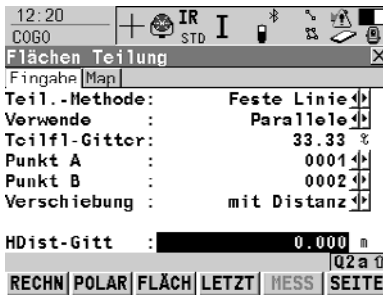 12:20
COGO
IR
STD
I
Flächen Teilung
Eingabe Map
Teil.-Methode: Feste Linie
Verwende : Parallele
Teilfl-Gitter: 33.33 %
Punkt A : 0001
Punkt B : 0002
Verschiebung : mit Distanz
HDist-Gitt : 0.000 m
Q2a
RECHN POLAR FLÄCH LETZT MESS SEITE